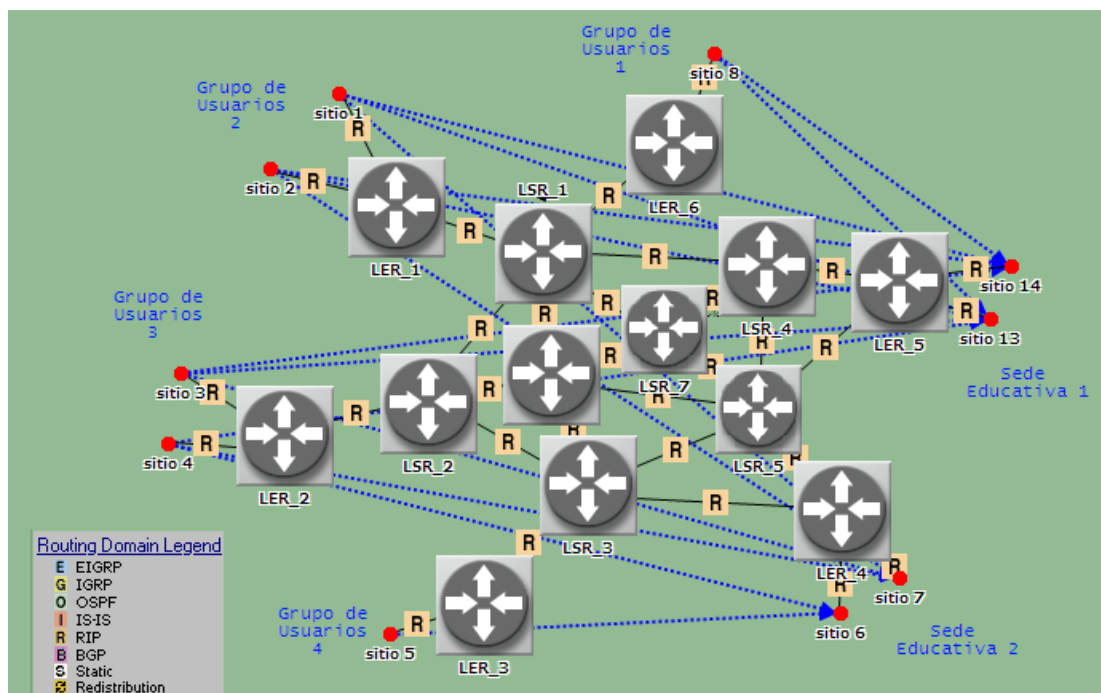 Grupo de
Usuarios
1
sitio 8
Grupo de
Usuarios
2
sitio 1
R
R
sitio 2
R
LER_1
LSR_1
R
LER_6
R
R
R
LSR_4
R
LER_5
R
sitio 14
R
sitio 13
Sede
Educativa 1
Grupo de
Usuarios
3
sitio 3
R
sitio 4
R
LER_2
R
R
R
R
R
R
LSR_7
R
R
R
R
LSR_2
R
R
R
LSR_5
R
R
LSR_3
R
R
LER_4
R
R
sitio 7
sitio 6
Sede
Educativa 2
Grupo de
Usuarios
4
sitio 5
R
LER_3
Routing Domain Legend
E EIGRP
G IGRP
O OSPF
I IS-IS
R RIP
B BGP
S Static
Redistribution